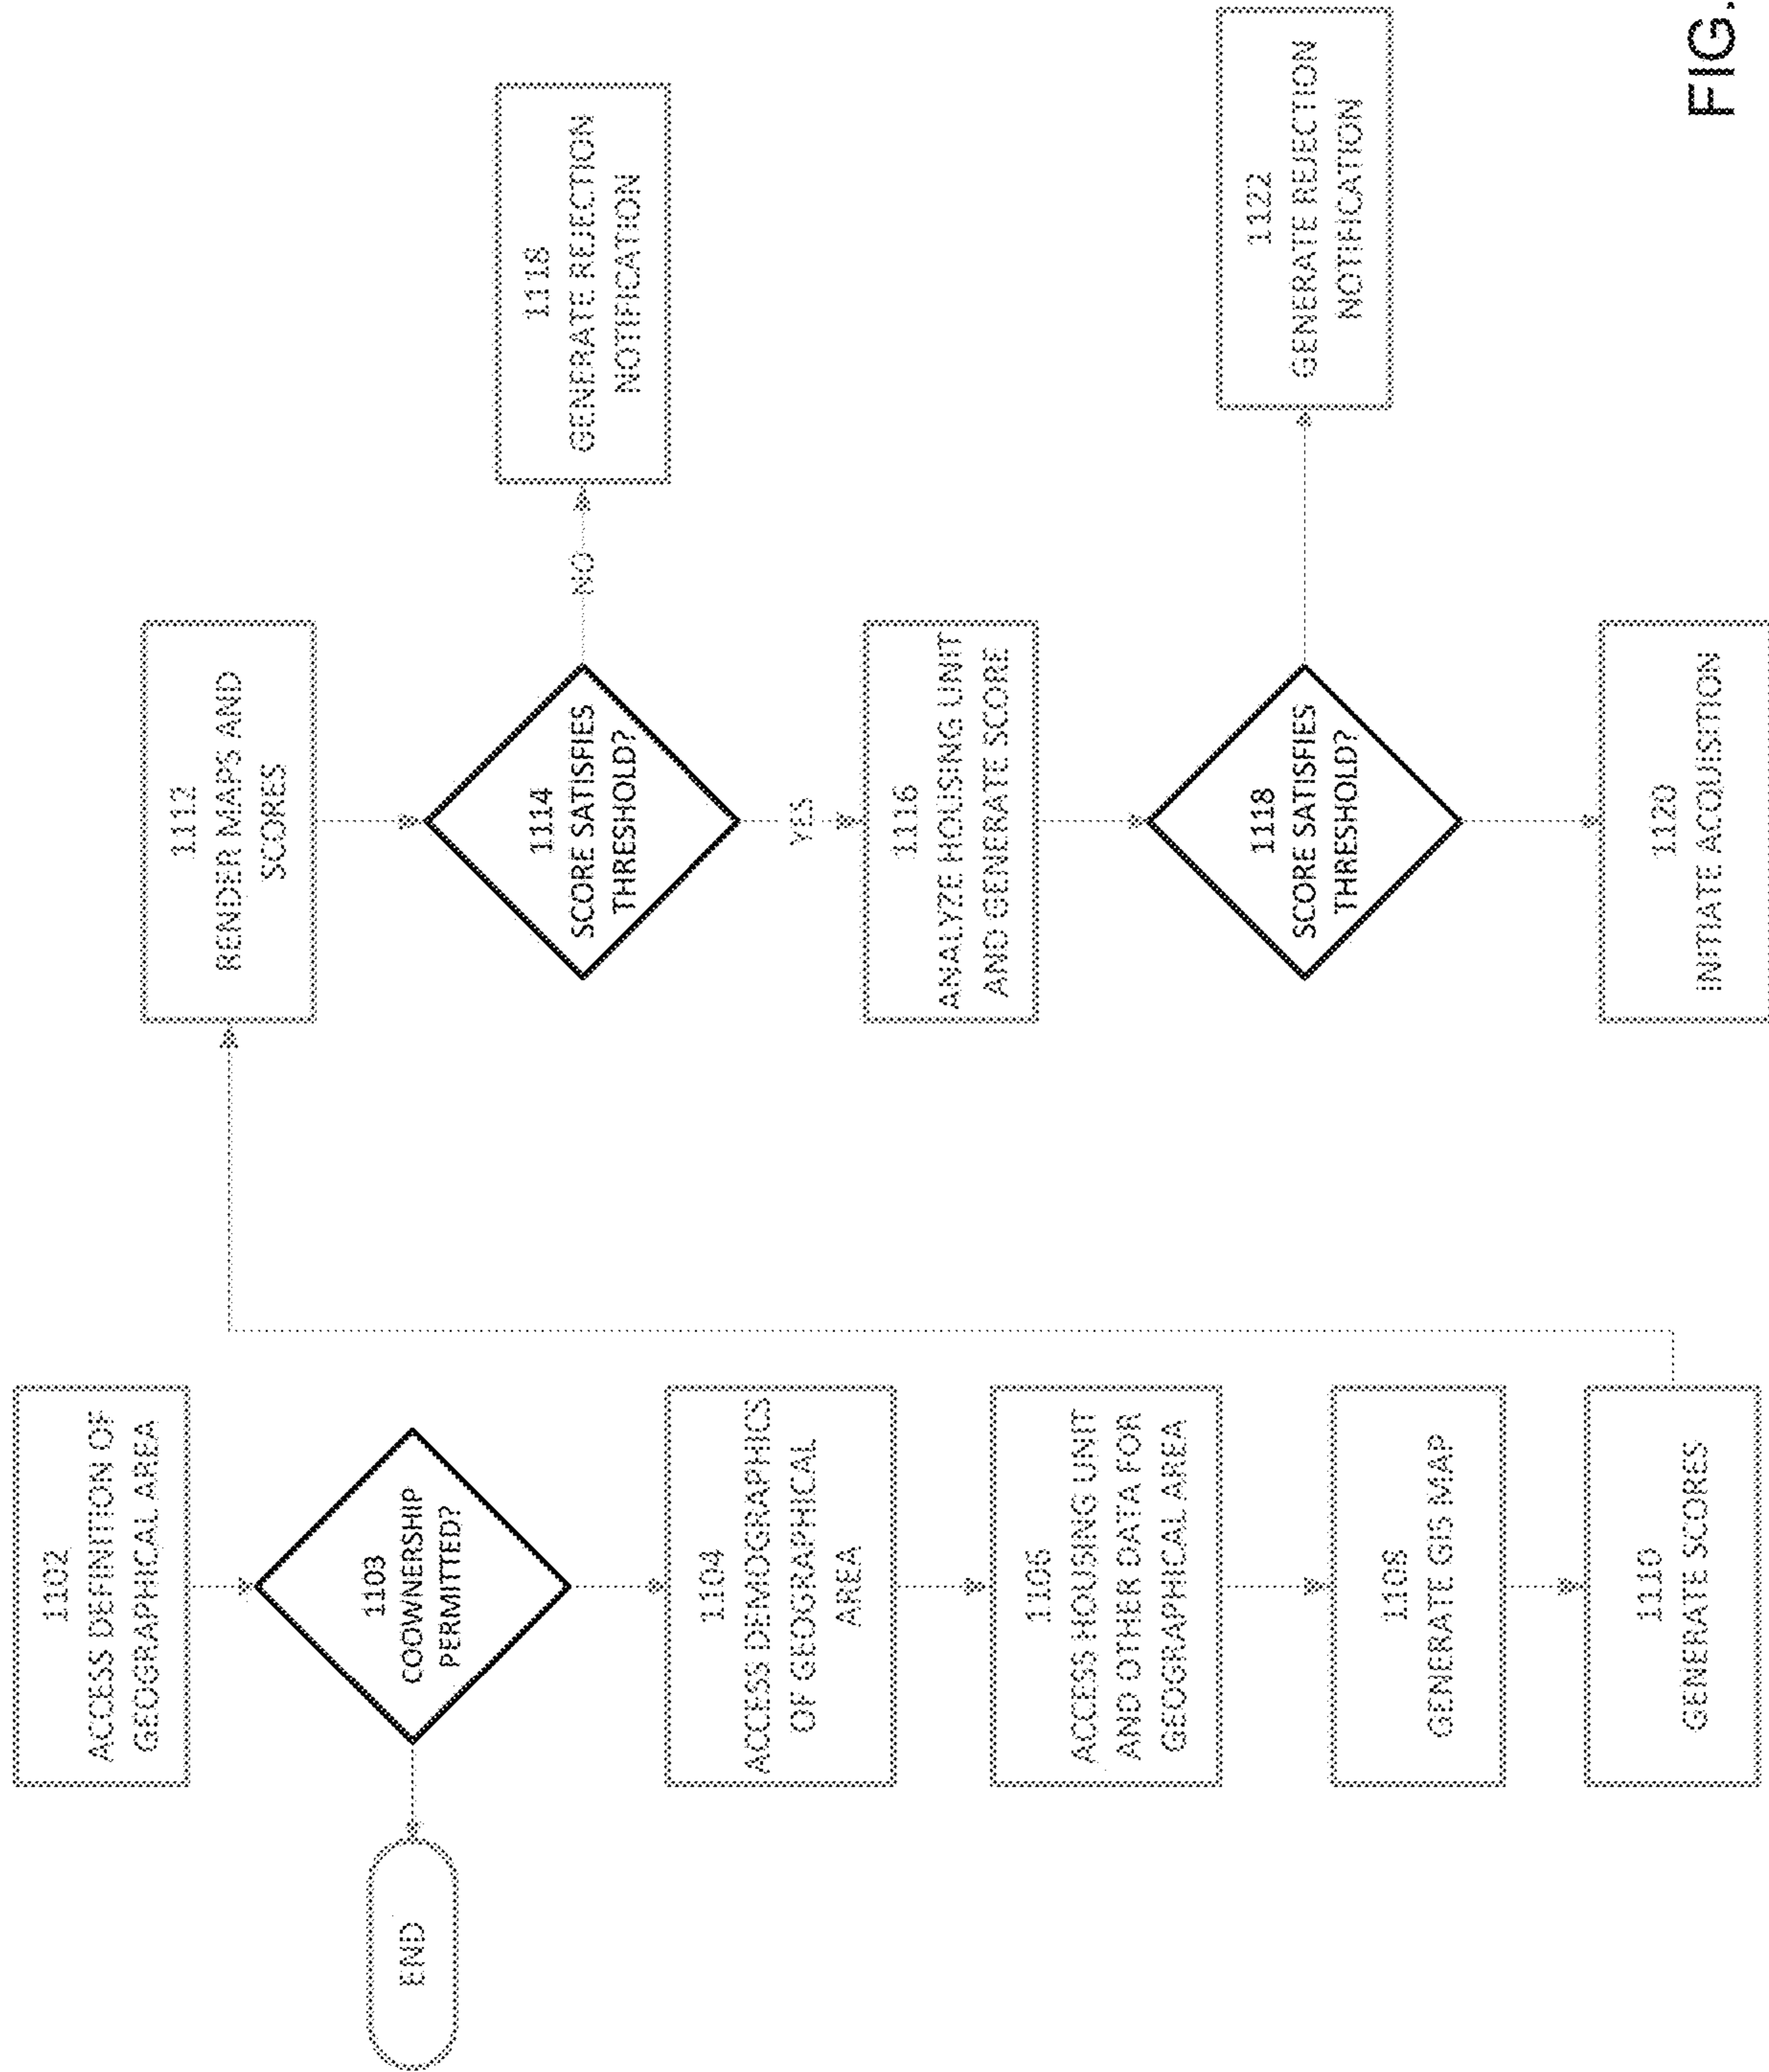 1102
ACCESS DEFINITION OF
GEOGRAPHICAL AREA
1103
COOWNERSHIP
PERMITTED?
END
1104
ACCESS DEMOGRAPHICS
OF GEOGRAPHICAL
AREA
1106
ACCESS HOUSING UNIT
AND OTHER DATA FOR
GEOGRAPHICAL AREA
1108
GENERATE GIS MAP
1110
GENERATE SCORES
1112
RENDER MAPS AND
SCORES
1114
SCORE SATISFIES
THRESHOLD?
NO
1118
GENERATE REJECTION
NOTIFICATION
YES
1116
ANALYZE HOUSING UNIT
AND GENERATE SCORE
1118
SCORE SATISFIES
THRESHOLD?
1122
GENERATE REJECTION
NOTIFICATION
1120
INITIATE ACQUISITION
FIG.